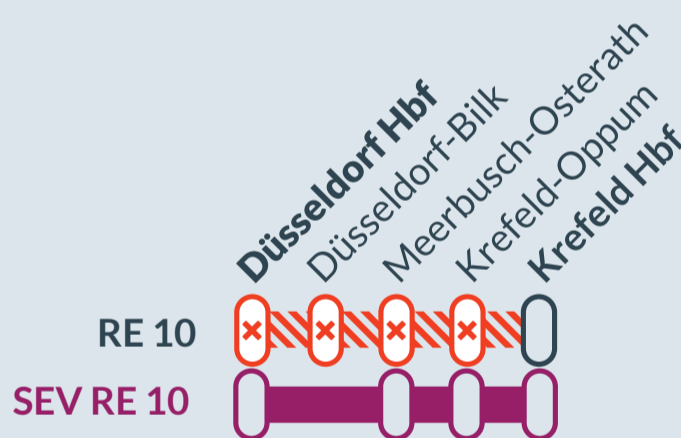 Düsseldorf Hbf
Düsseldorf-Bilk
Meerbusch-Osterath
Krefeld-Oppum
Krefeld Hbf
RE 10
SEV RE 10